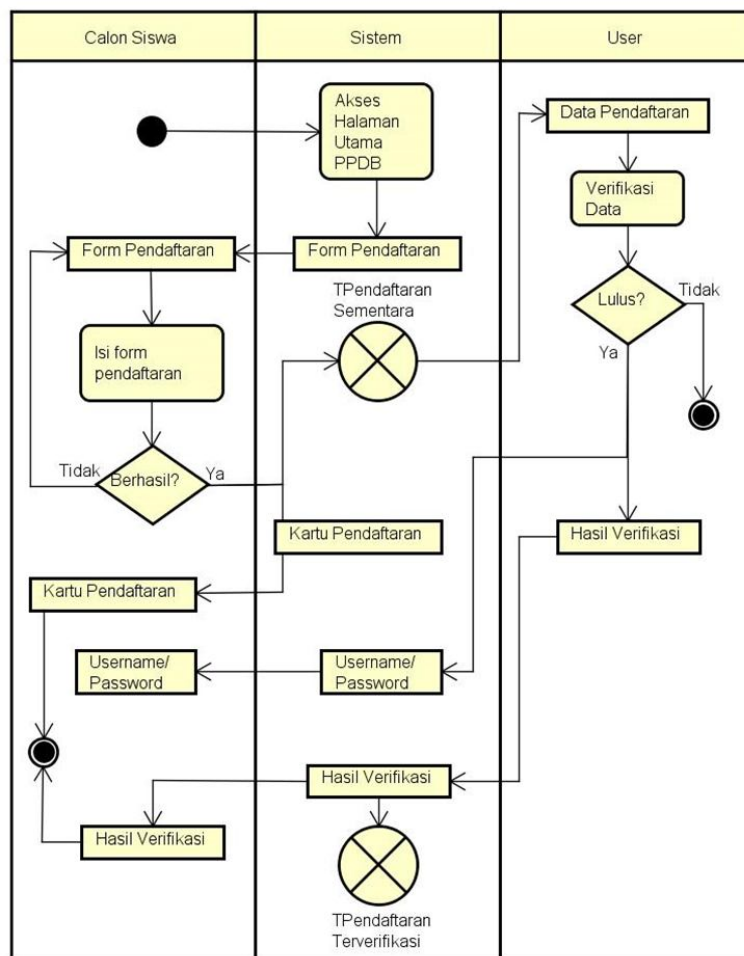 Calon Siswa
Sistem
User
Akses
Halaman
Utama
PPDB
Data Pendaftaran
Verifikasi
Data
Form Pendaftaran
Form Pendaftaran
TPendaftaran
Sementara
Lulus?
Tidak
Ya
Isi form
pendaftaran
Berhasil?
Tidak
Ya
Kartu Pendaftaran
Hasil Verifikasi
Kartu Pendaftaran
Username/
Password
Username/
Password
Hasil Verifikasi
Hasil Verifikasi
TPendaftaran
Terverifikasi